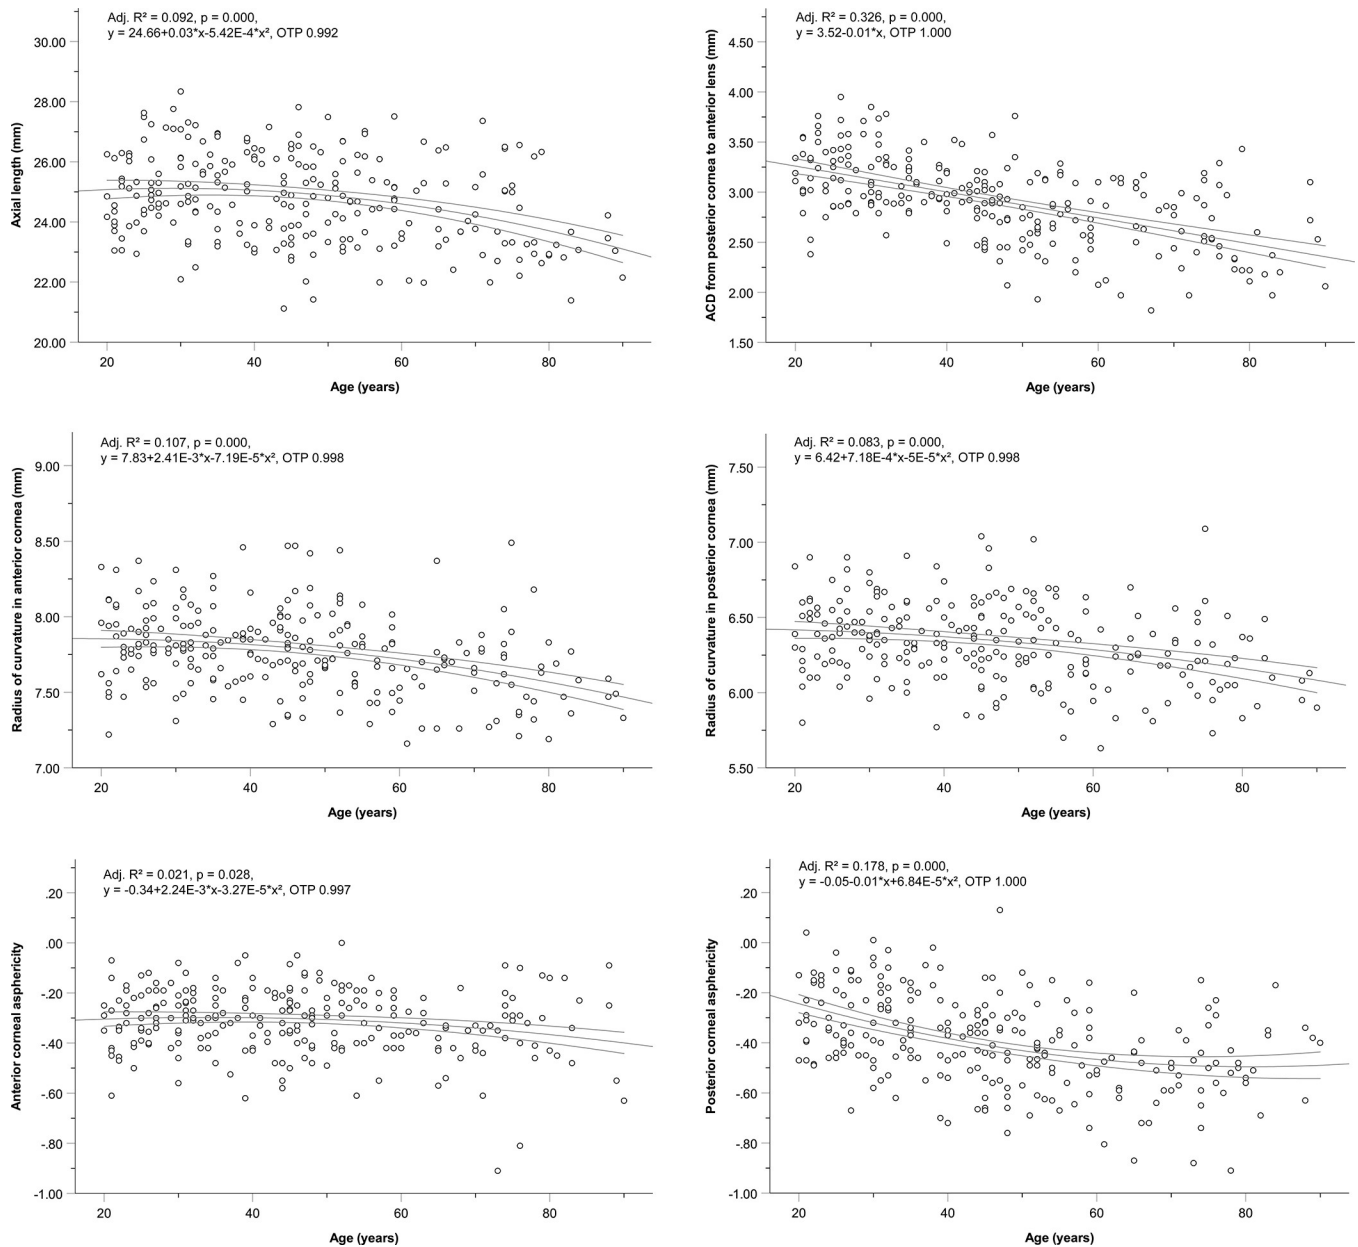 Adj. R² = 0.092, p = 0.000,
y = 24.66+0.03*x-5.42E-4*x², OTP 0.992
30.00
28.00
26.00
24.00
22.00
20.00
Axial length (mm)
20 40 60 80
Age (years)
Adj. R² = 0.326, p = 0.000,
y = 3.52-0.01*x, OTP 1.000
4.50
4.00
3.50
3.00
2.50
2.00
1.50
ACD from posterior cornea to anterior lens (mm)
20 40 60 80
Age (years)
Adj. R² = 0.107, p = 0.000,
y = 7.83+2.41E-3*x-7.19E-5*x², OTP 0.998
9.00
8.50
8.00
7.50
7.00
Radius of curvature in anterior cornea (mm)
20 40 60 80
Age (years)
Adj. R² = 0.083, p = 0.000,
y = 6.42+7.18E-4*x-5E-5*x², OTP 0.998
7.50
7.00
6.50
6.00
5.50
Radius of curvature in posterior cornea (mm)
20 40 60 80
Age (years)
Adj. R² = 0.021, p = 0.028,
y = -0.34+2.24E-3*x-3.27E-5*x², OTP 0.997
.20
.00
-.20
-.40
-.60
-.80
-1.00
Anterior corneal asphericity
20 40 60 80
Age (years)
Adj. R² = 0.178, p = 0.000,
y = -0.05-0.01*x+6.84E-5*x², OTP 1.000
.20
.00
-.20
-.40
-.60
-.80
-1.00
Posterior corneal asphericity
20 40 60 80
Age (years)